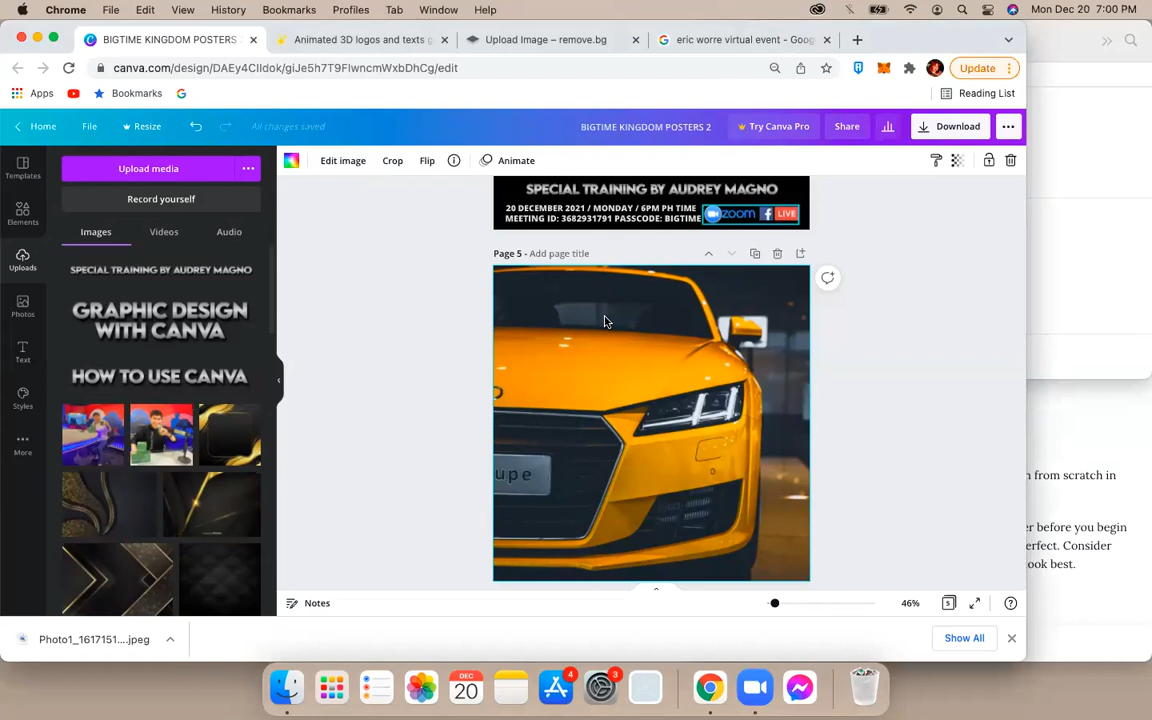 Chrome File Edit View History Bookmarks Profiles Tab Window Help Mon Dec 20 7:00 PM
BIGTIME KINGDOM POSTERS Animated 3D logos and texts g Upload Image – remove.bg eric worre virtual event - Goog
canva.com/design/DAEy4CIIdok/giJe5h7T9FIwncmWxbDhCg/edit Update
Apps Bookmarks Reading List
Home File Resize All changes saved BIGTIME KINGDOM POSTERS 2 Try Canva Pro Share Download
Edit image Crop Flip Animate
Templates
Elements
Uploads
Photos
Text
Styles
More
Upload media
Record yourself
Images Videos Audio
SPECIAL TRAINING BY AUDREY MAGNO
GRAPHIC DESIGN
WITH CANVA
HOW TO USE CANVA
SPECIAL TRAINING BY AUDREY MAGNO
20 DECEMBER 2021 / MONDAY / 6PM PH TIME
MEETING ID: 3682931791 PASSCODE: BIGTIME
zoom f LIVE
Page 5 - Add page title
upe
n from scratch in
er before you begin
erfect. Consider
ook best.
Notes 46% 5
Photo1_1617151....jpeg Show All
DEC
20
4
3